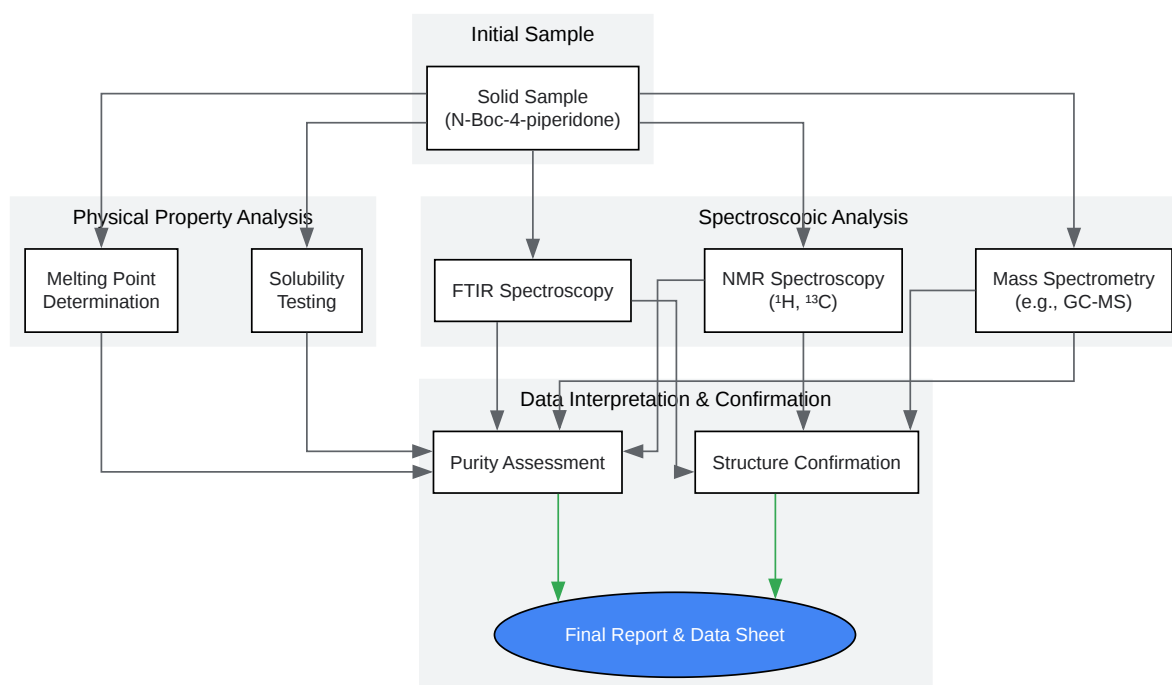 Initial Sample
Solid Sample
(N-Boc-4-piperidone)
Physical Property Analysis
Spectroscopic Analysis
Melting Point
Determination
Solubility
Testing
FTIR Spectroscopy
NMR Spectroscopy
(¹H, ¹³C)
Mass Spectrometry
(e.g., GC-MS)
Data Interpretation & Confirmation
Purity Assessment
Structure Confirmation
Final Report & Data Sheet